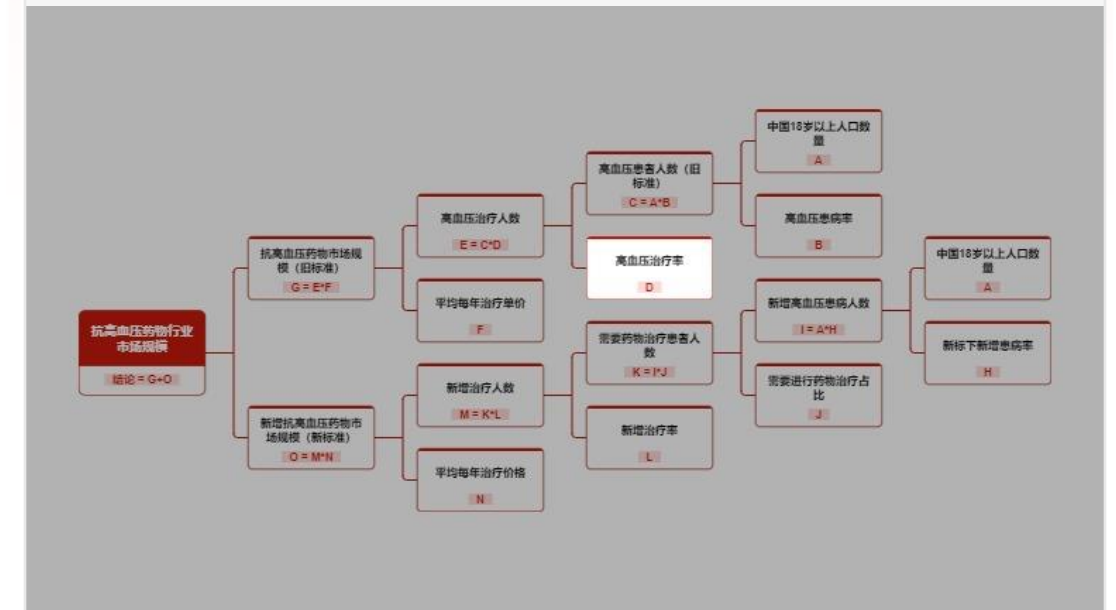 中国18岁以上人口数
量
A
高血压患者人数（旧
标准）
C = A*B
高血压治疗人数
E = C*D
高血压患病率
B
抗高血压药物市场规
模（旧标准）
G = E*F
高血压治疗率
D
中国18岁以上人口数
量
A
平均每年治疗单价
F
新增高血压患病人数
I = A*H
抗高血压药物行业
市场规模
结论 = G+O
需要药物治疗患者人
数
K = I*J
新标下新增患病率
H
新增治疗人数
M = K*L
需要进行药物治疗占
比
J
新增抗高血压药物市
场规模（新标准）
O = M*N
新增治疗率
L
平均每年治疗价格
N